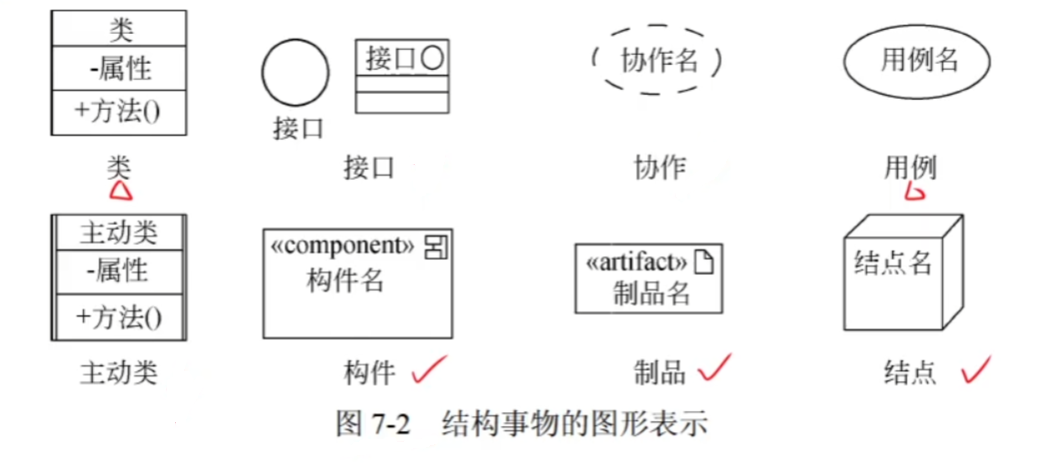 类
-属性
+方法()
类
接口
接口
接口
协作名
协作
用例名
用例
主动类
-属性
+方法()
主动类
«component»
构件名
构件
«artifact»
制品名
制品
结点名
结点
图 7-2 结构事物的图形表示